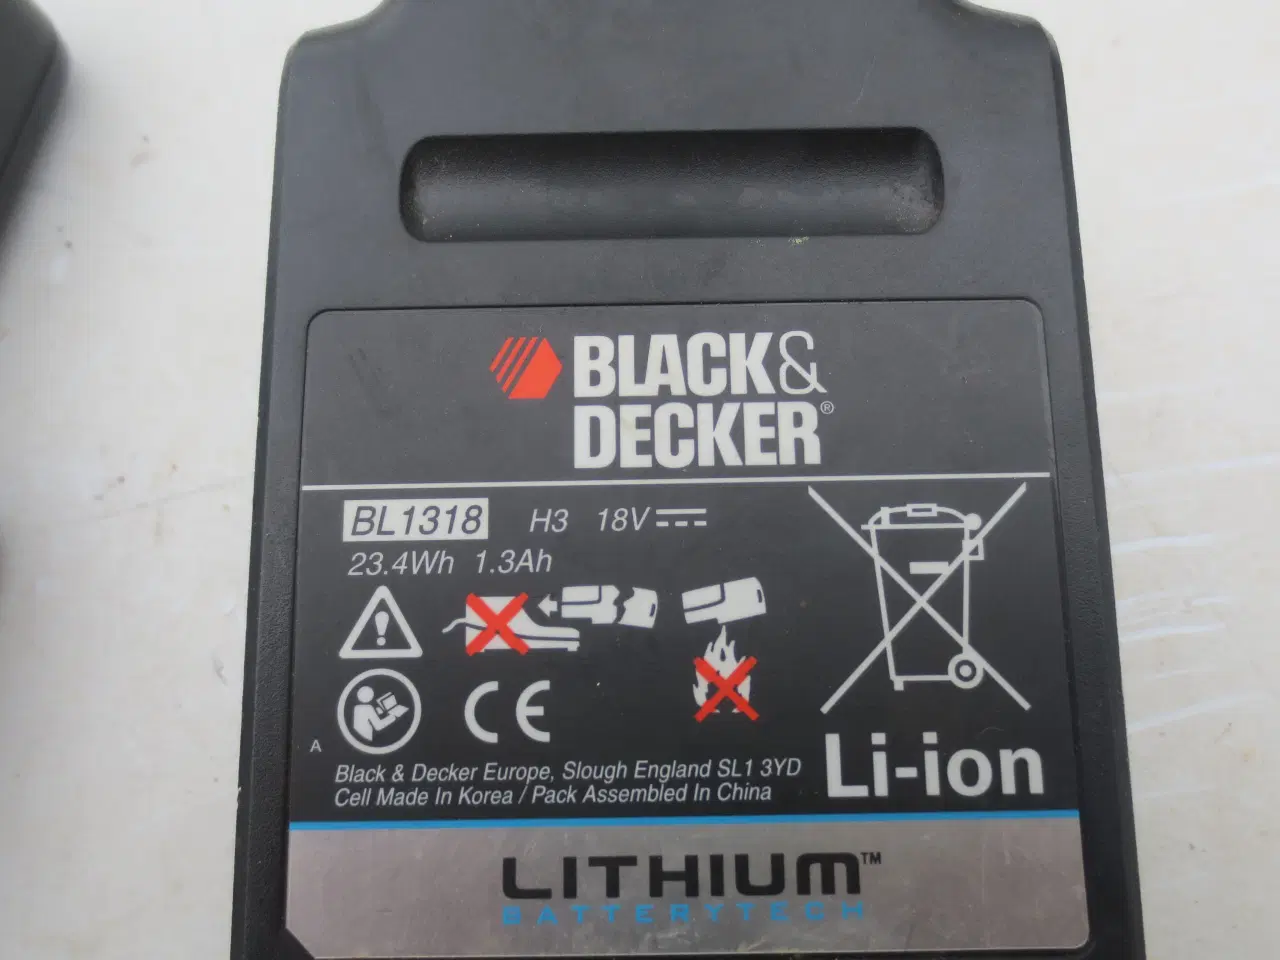 BLACK&
DECKER®
BL1318 H3 18V
23.4Wh 1.3Ah
CE
A
Black & Decker Europe, Slough England SL1 3YD
Cell Made In Korea / Pack Assembled In China
Li-ion
LITHIUM™
BATTERYTECH